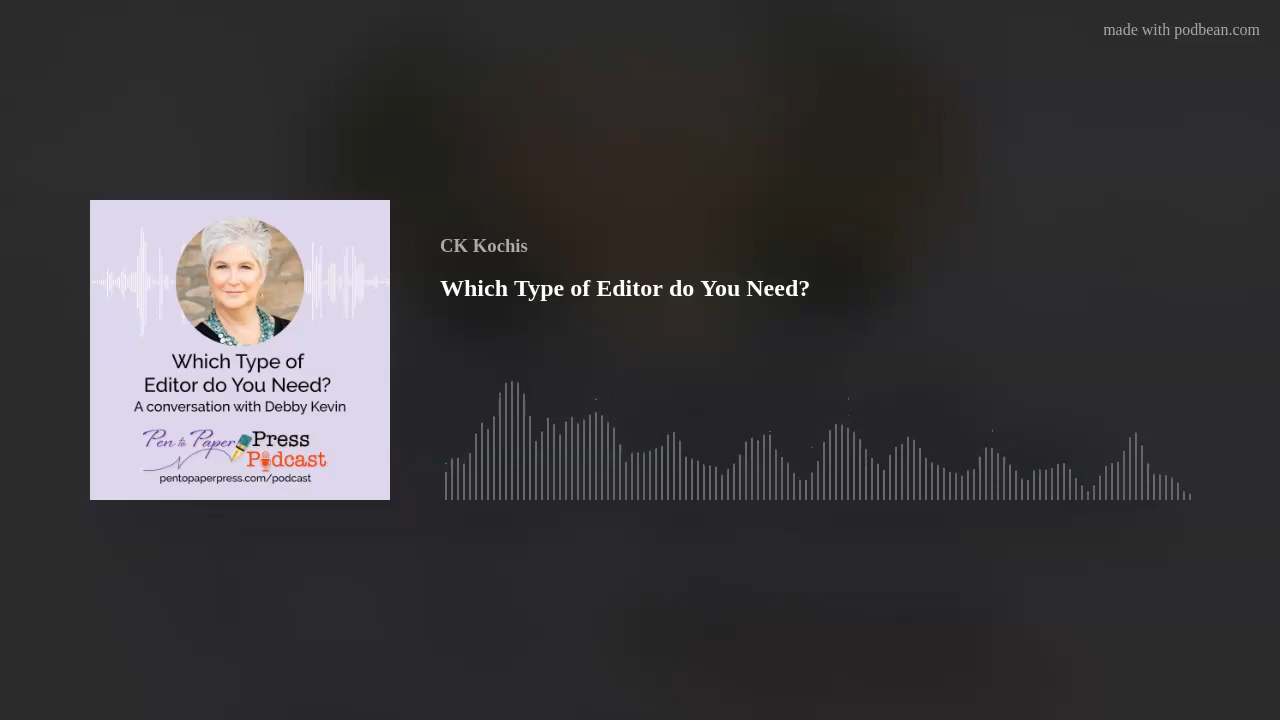 made with podbean.com
CK Kochis
Which Type of Editor do You Need?
Which Type of
Editor do You Need?
A conversation with Debby Kevin
Pen to Paper Press
Podcast
pentopaperpress.com/podcast